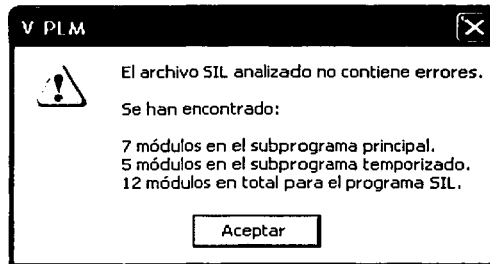 V PLM
El archivo SIL analizado no contiene errores.
Se han encontrado:
7 módulos en el subprograma principal.
5 módulos en el subprograma temporizado.
12 módulos en total para el programa SIL.
Aceptar